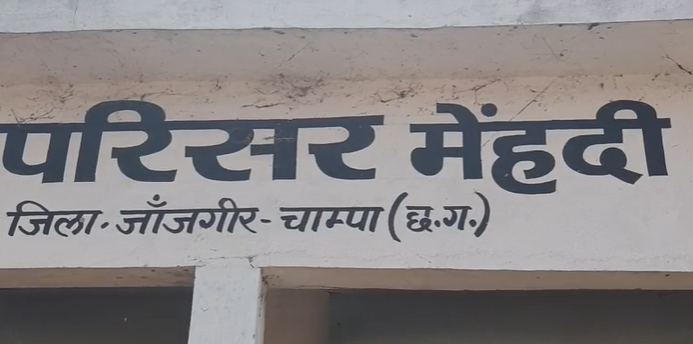 परिसर मेंहदी
जिला- जाँजगीर - चाम्पा (छ.ग.)